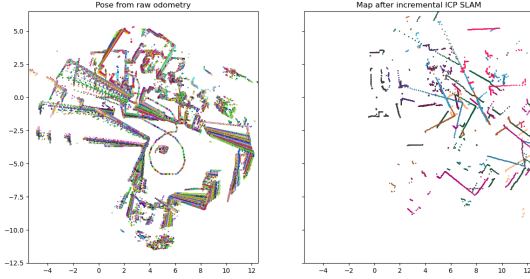 Pose from raw odometry
Map after incremental ICP SLAM
5.0
2.5
0.0
−2.5
−5.0
−7.5
−10.0
−12.5
−4 −2 0 2 4 6 8 10 12
−4 −2 0 2 4 6 8 10 12